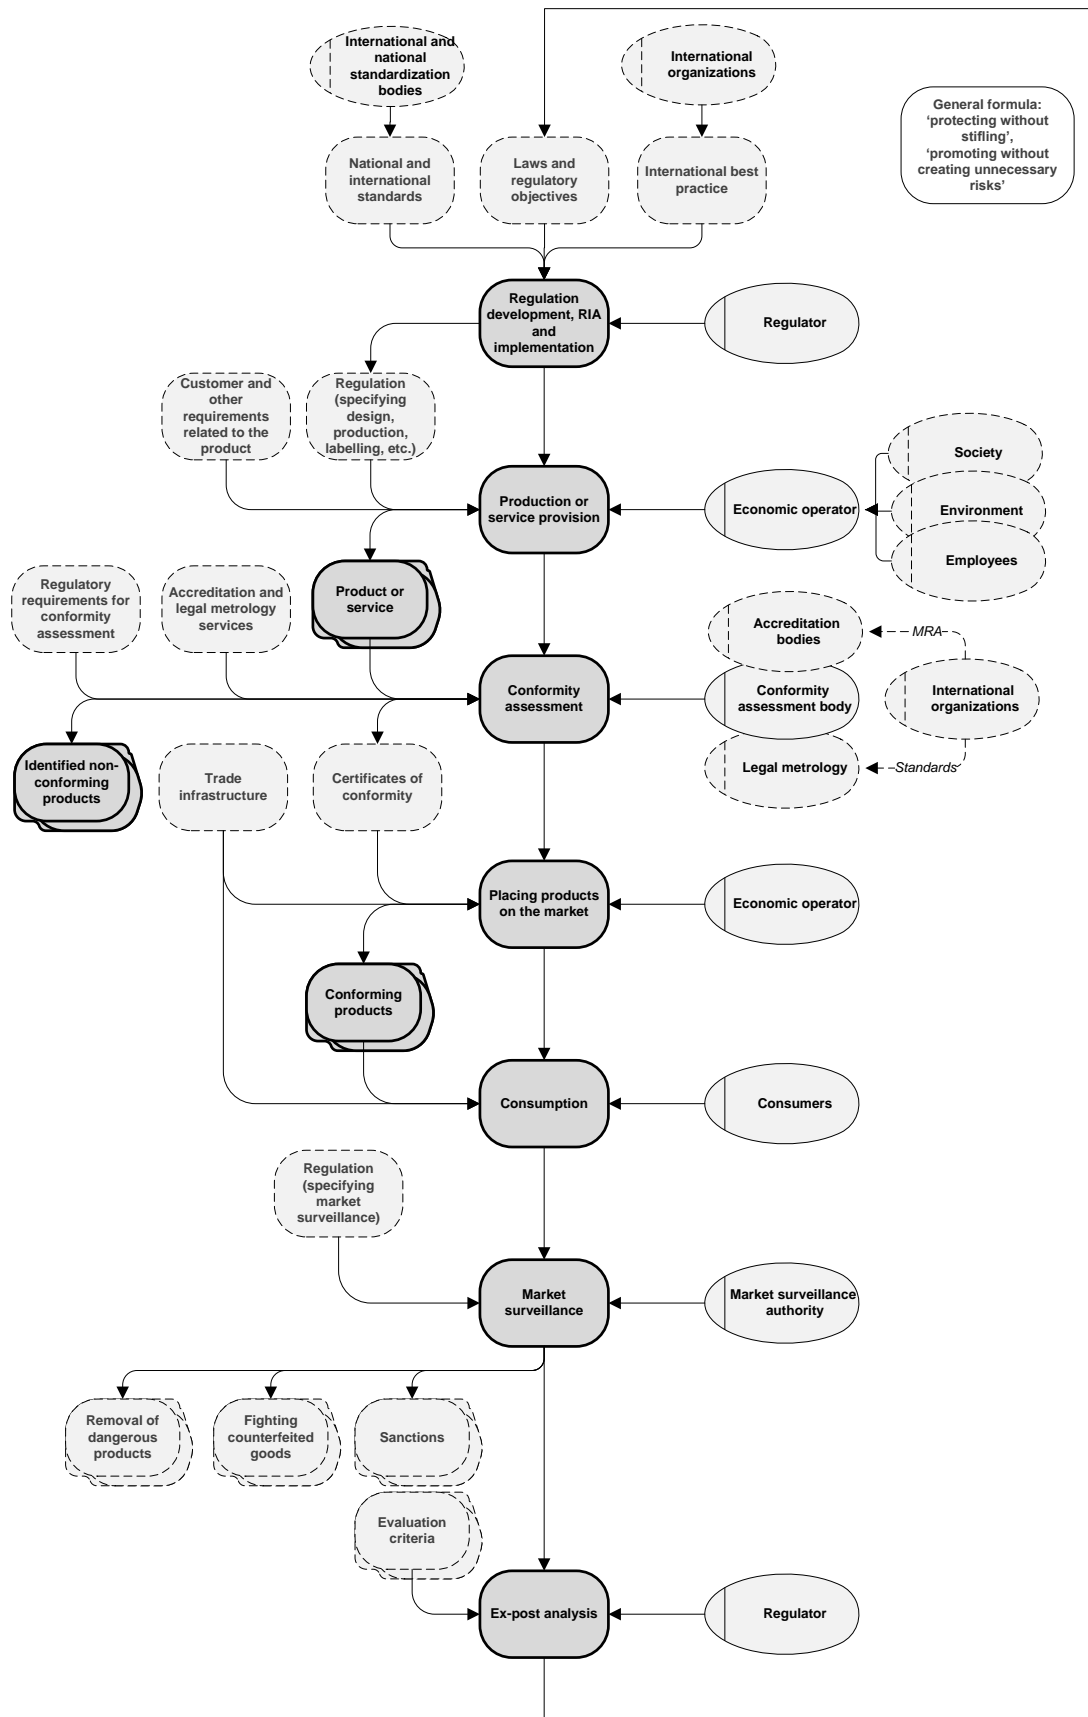 International and
national
standardization
bodies
International
organizations
General formula:
‘protecting without
stifling’,
‘promoting without
creating unnecessary
risks’
National and
international
standards
Laws and
regulatory
objectives
International best
practice
Regulation
development, RIA
and
implementation
Regulator
Customer and
other
requirements
related to the
product
Regulation
(specifying
design,
production,
labelling, etc.)
Society
Production or
service provision
Economic operator
Environment
Employees
Regulatory
requirements for
conformity
assessment
Accreditation and
legal metrology
services
Product or
service
Accreditation
bodies
MRA
Conformity
assessment
Conformity
assessment body
International
organizations
Identified non-
conforming
products
Trade
infrastructure
Certificates of
conformity
Legal metrology
Standards
Placing products
on the market
Economic operator
Conforming
products
Consumption
Consumers
Regulation
(specifying
market
surveillance)
Market
surveillance
Market surveillance
authority
Removal of
dangerous
products
Fighting
counterfeited
goods
Sanctions
Evaluation
criteria
Ex-post analysis
Regulator